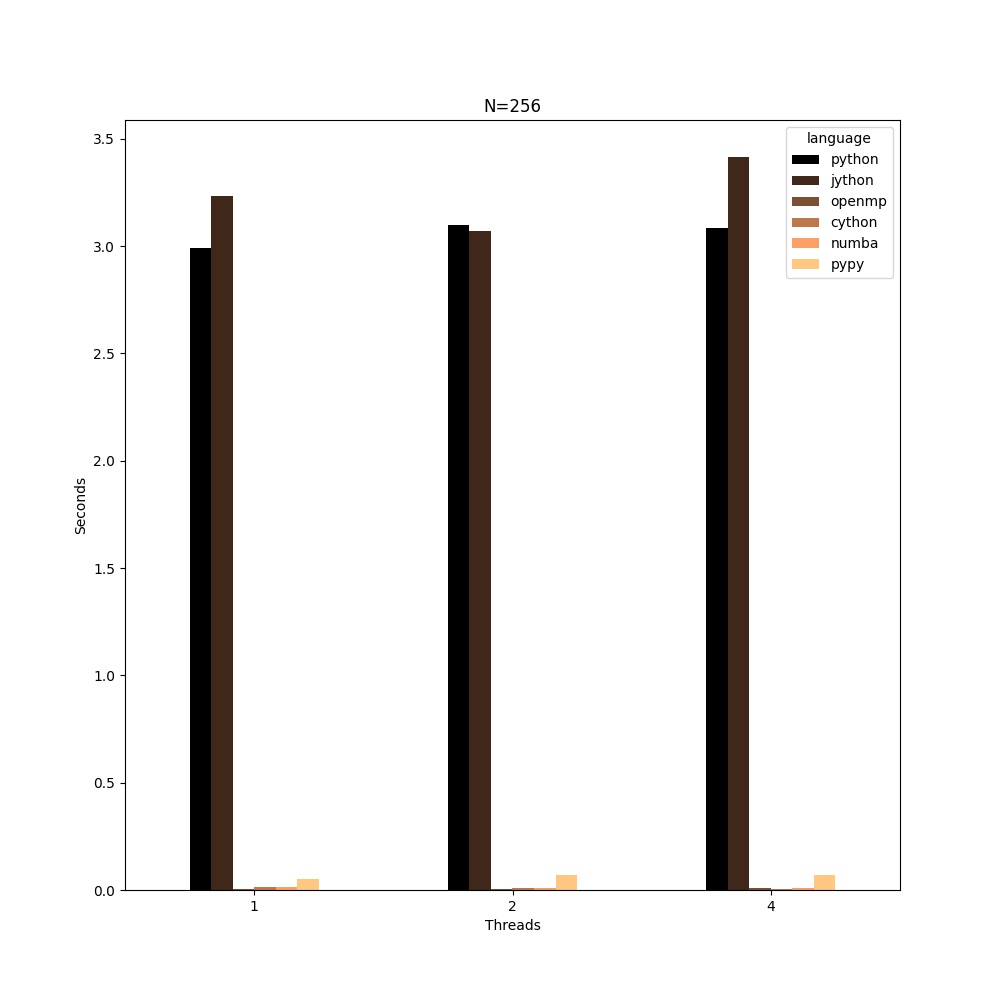 N=256
3.5
3.0
2.5
2.0
1.5
1.0
0.5
0.0
Seconds
language
python
jython
openmp
cython
numba
pypy
1 2 4
Threads